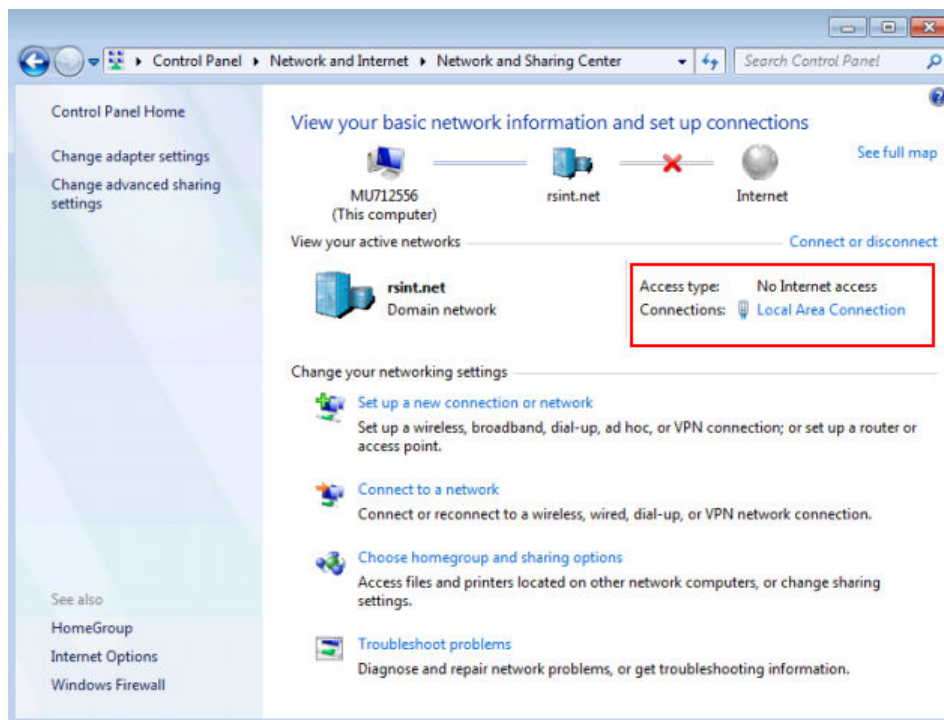 Control Panel ▸ Network and Internet ▸ Network and Sharing Center
Search Control Panel
Control Panel Home
Change adapter settings
Change advanced sharing
settings
See also
HomeGroup
Internet Options
Windows Firewall
View your basic network information and set up connections
See full map
MU712556
(This computer)
rsint.net
Internet
View your active networks
Connect or disconnect
rsint.net
Domain network
Access type: No Internet access
Connections: Local Area Connection
Change your networking settings
Set up a new connection or network
Set up a wireless, broadband, dial-up, ad hoc, or VPN connection; or set up a router or
access point.
Connect to a network
Connect or reconnect to a wireless, wired, dial-up, or VPN network connection.
Choose homegroup and sharing options
Access files and printers located on other network computers, or change sharing
settings.
Troubleshoot problems
Diagnose and repair network problems, or get troubleshooting information.